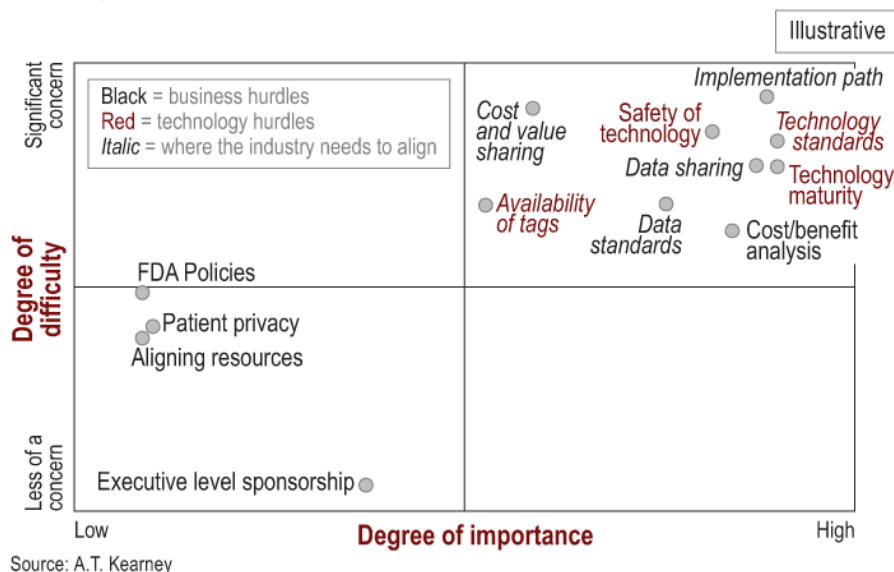 Illustrative
Significant
concern
Black = business hurdles
Red = technology hurdles
Italic = where the industry needs to align
Implementation path
Cost
and value
sharing
Safety of
technology
Technology
standards
Data sharing
Technology
maturity
Availability
of tags
Data
standards
Cost/benefit
analysis
Degree of
difficulty
FDA Policies
Patient privacy
Aligning resources
Less of a
concern
Executive level sponsorship
Low
Degree of importance
High
Source: A.T. Kearney